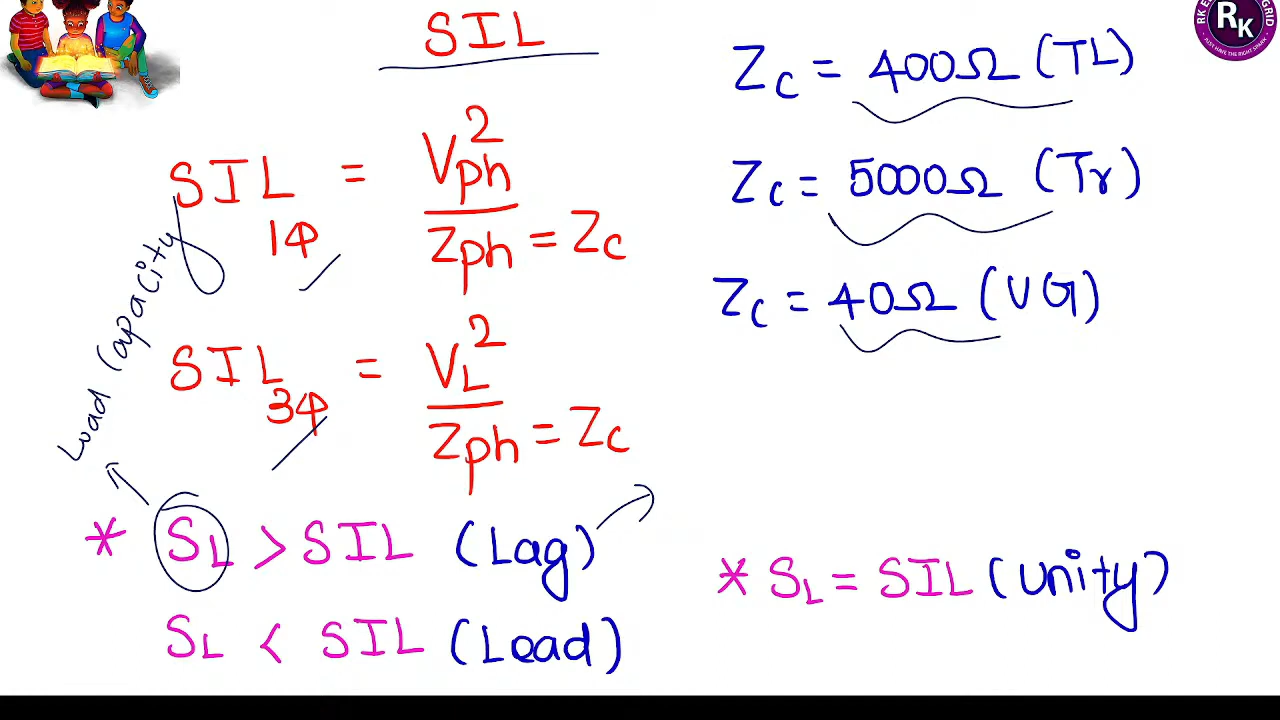 SIL
SIL 1Φ = Vph² / Zph = Zc
SIL 3Φ = VL² / Zph = Zc
Load Capacity
* SL > SIL (Lag)
SL < SIL (Lead)
Zc = 400Ω (TL)
Zc = 5000Ω (Tr)
Zc = 40Ω (UG)
* SL = SIL (Unity)
RK